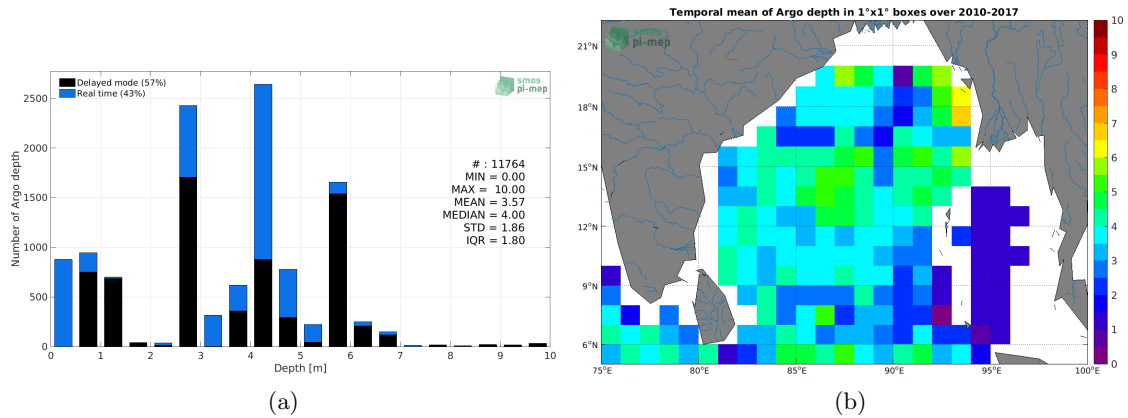 smos
pi-mep
Delayed mode (57%)
Real time (43%)
# : 11764
MIN = 0.00
MAX = 10.00
MEAN = 3.57
MEDIAN = 4.00
STD = 1.86
IQR = 1.80
Number of Argo depth
2500
2000
1500
1000
500
0
0 1 2 3 4 5 6 7 8 9 10
Depth [m]
(a)
Temporal mean of Argo depth in 1°x1° boxes over 2010-2017
smos
pi-mep
21°N
18°N
15°N
12°N
9°N
6°N
75°E 80°E 85°E 90°E 95°E 100°E
10
9
8
7
6
5
4
3
2
1
0
(b)